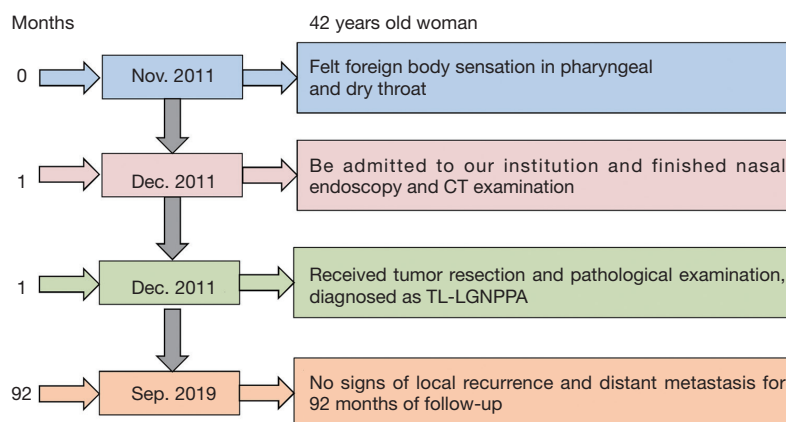 Months
42 years old woman
0
Nov. 2011
Felt foreign body sensation in pharyngeal
and dry throat
1
Dec. 2011
Be admitted to our institution and finished nasal
endoscopy and CT examination
1
Dec. 2011
Received tumor resection and pathological examination,
diagnosed as TL-LGNPPA
92
Sep. 2019
No signs of local recurrence and distant metastasis for
92 months of follow-up